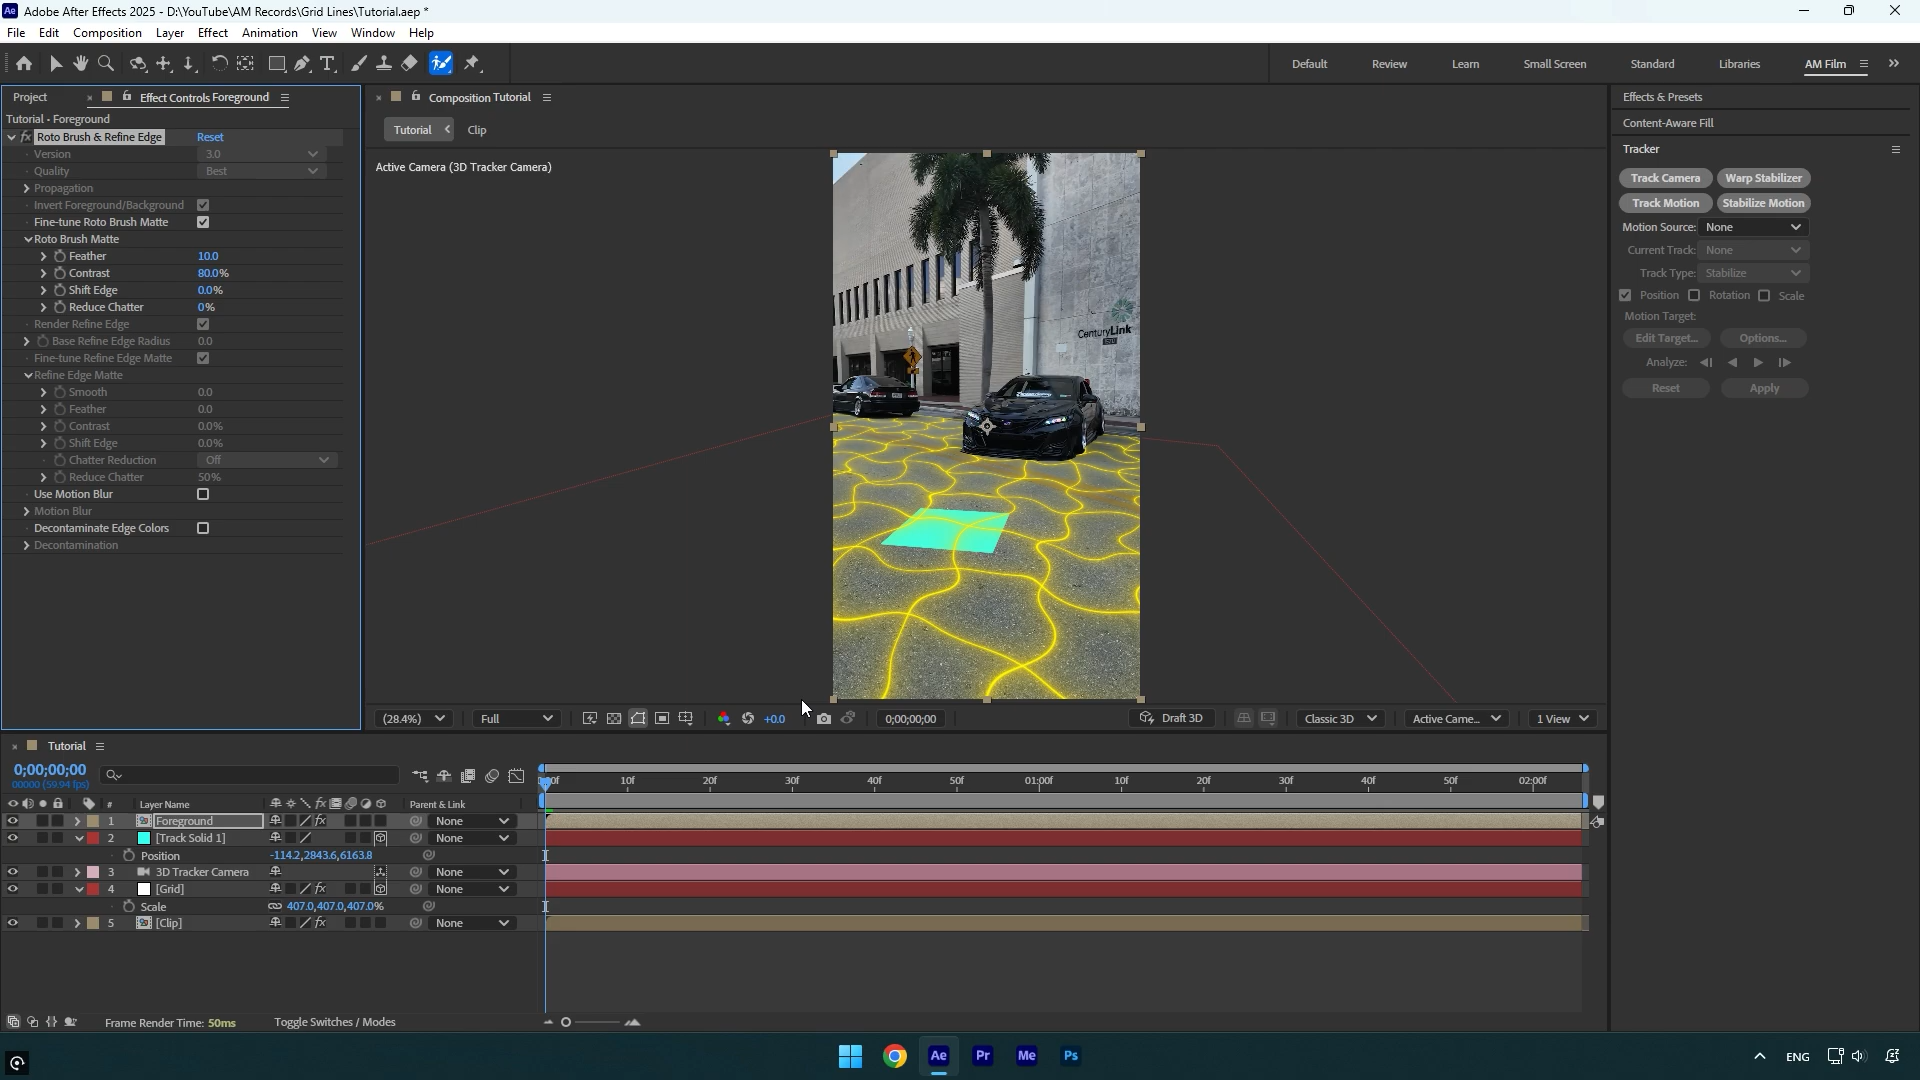 Adobe After Effects 2025 - D:\YouTube\AM Records\Grid Lines\Tutorial.aep *
File Edit Composition Layer Effect Animation View Window Help
Default Review Learn Small Screen Standard Libraries AM Film
Project Effect Controls Foreground
Tutorial - Foreground
Roto Brush & Refine Edge Reset
Version 3.0
Quality Best
Propagation
Invert Foreground/Background
Fine-tune Roto Brush Matte
Roto Brush Matte
Feather 10.0
Contrast 80.0%
Shift Edge 0.0%
Reduce Chatter 0%
Render Refine Edge
Base Refine Edge Radius 0.0
Fine-tune Refine Edge Matte
Refine Edge Matte
Smooth 0.0
Feather 0.0
Contrast 0.0%
Shift Edge 0.0%
Chatter Reduction Off
Reduce Chatter 50%
Use Motion Blur
Motion Blur
Decontaminate Edge Colors
Decontamination
Composition Tutorial
Tutorial Clip
Active Camera (3D Tracker Camera)
CenturyLink
(28.4%) Full +0.0 0;00;00;00 Draft 3D Classic 3D Active Came... 1 View
Effects & Presets
Content-Aware Fill
Tracker
Track Camera Warp Stabilizer
Track Motion Stabilize Motion
Motion Source: None
Current Track: None
Track Type: Stabilize
Position Rotation Scale
Motion Target:
Edit Target... Options...
Analyze:
Reset Apply
Tutorial
0;00;00;00
00000 (59.94 fps)
10f 20f 30f 40f 50f 01:00f 10f 20f 30f 40f 50f 02:00f
# Layer Name Parent & Link
1 Foreground None
2 [Track Solid 1] None
Position -114.2,2843.6,6163.8
3 3D Tracker Camera None
4 [Grid] None
Scale 407.0,407.0,407.0%
5 [Clip] None
Frame Render Time: 50ms Toggle Switches / Modes
Ae Pr Me Ps ENG